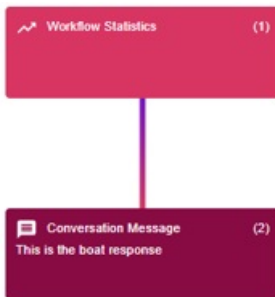 Workflow Statistics (1)
Conversation Message (2)
This is the boat response